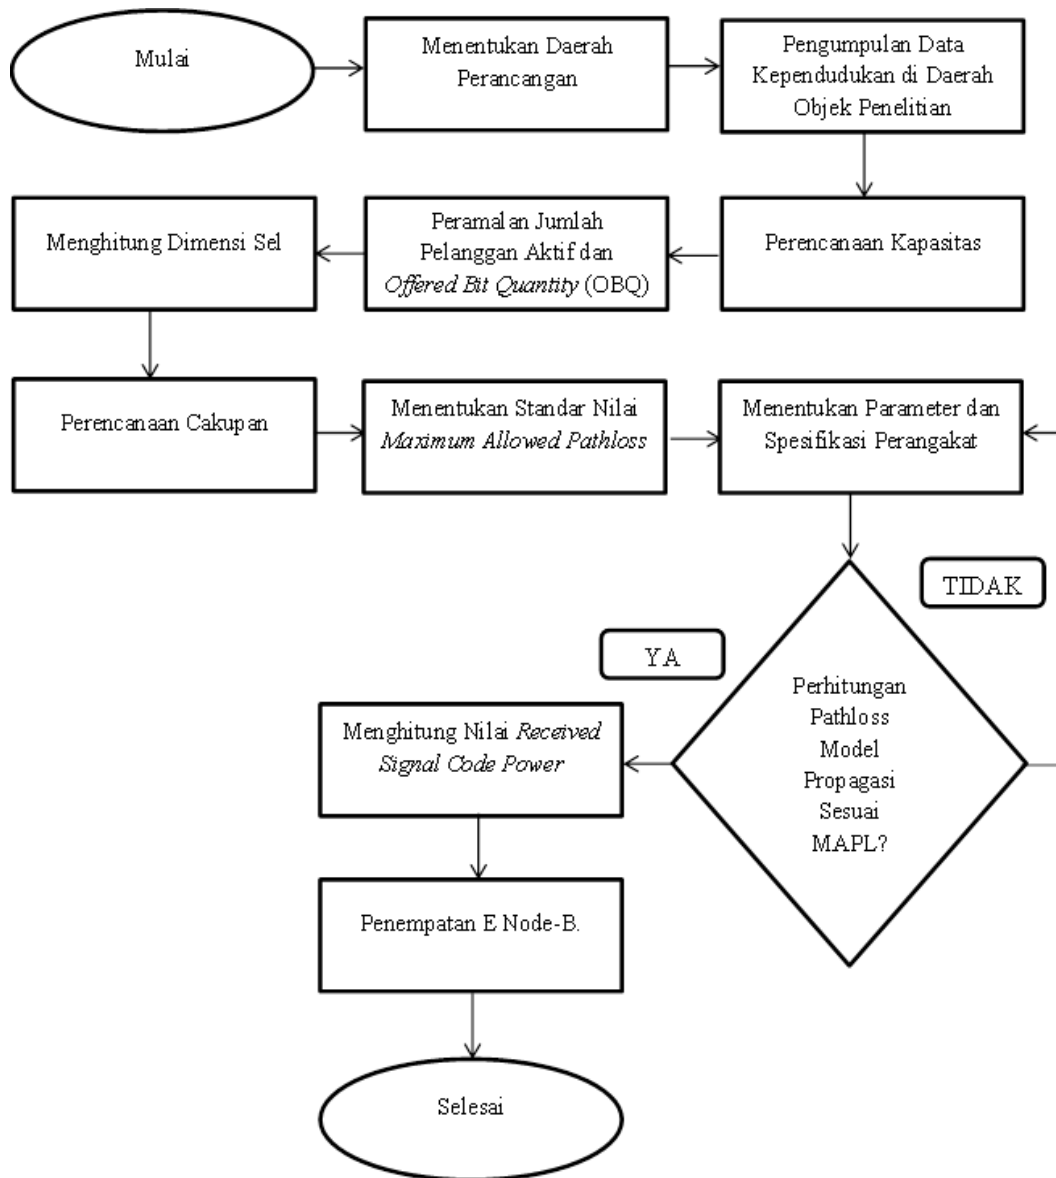 Mulai
Menentukan Daerah
Perancangan
Pengumpulan Data
Kependudukan di Daerah
Objek Penelitian
Perencanaan Kapasitas
Peramalan Jumlah
Pelanggan Aktif dan
Offered Bit Quantity (OBQ)
Menghitung Dimensi Sel
Perencanaan Cakupan
Menentukan Standar Nilai
Maximum Allowed Pathloss
Menentukan Parameter dan
Spesifikasi Perangakat
TIDAK
YA
Perhitungan
Pathloss
Model
Propagasi
Sesuai
MAPL?
Menghitung Nilai Received
Signal Code Power
Penempatan E Node-B.
Selesai